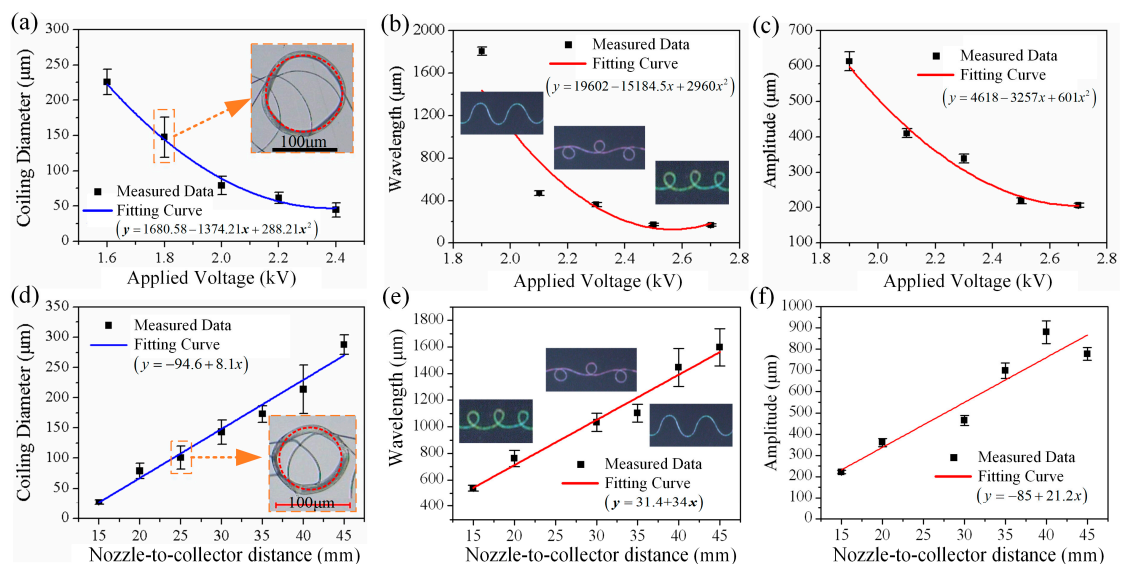 (a)
300
250
200
150
100
50
0
Coiling Diameter (μm)
100μm
Measured Data
Fitting Curve
(y = 1680.58−1374.21x+288.21x²)
1.6 1.8 2.0 2.2 2.4
Applied Voltage (kV)
(b)
2000
1600
1200
800
400
0
Wavelength (μm)
Measured Data
Fitting Curve
(y = 19602−15184.5x+2960x²)
1.8 2.0 2.2 2.4 2.6 2.8
Applied Voltage (kV)
(c)
700
600
500
400
300
200
100
Amplitude (μm)
Measured Data
Fitting Curve
(y = 4618−3257x+601x²)
1.8 2.0 2.2 2.4 2.6 2.8
Applied Voltage (kV)
(d)
350
300
250
200
150
100
50
0
Coiling Diameter (μm)
Measured Data
Fitting Curve
(y = −94.6+8.1x)
100μm
15 20 25 30 35 40 45
Nozzle-to-collector distance (mm)
(e)
1800
1600
1400
1200
1000
800
600
400
Wavelength (μm)
Measured Data
Fitting Curve
(y = 31.4+34x)
15 20 25 30 35 40 45
Nozzle-to-collector distance (mm)
(f)
1000
900
800
700
600
500
400
300
200
100
0
Amplitude (μm)
Measured Data
Fitting Curve
(y = −85+21.2x)
15 20 25 30 35 40 45
Nozzle-to-collector distance (mm)